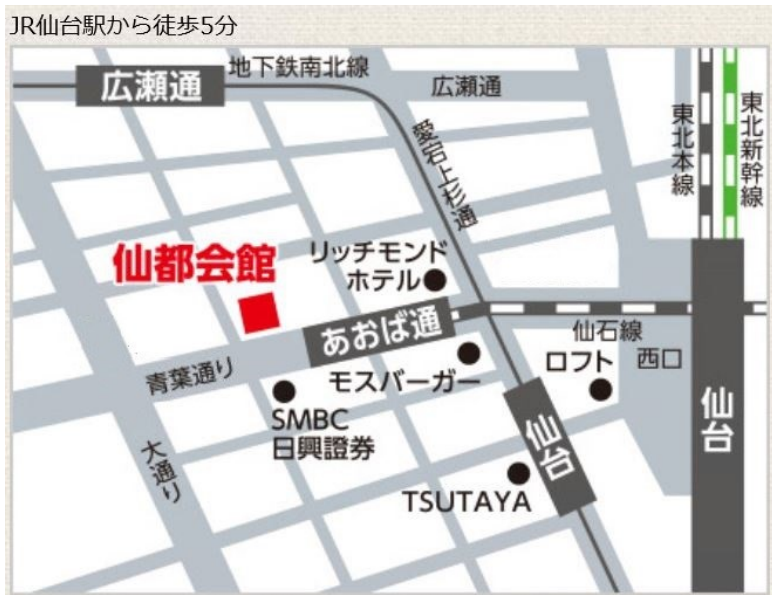 JR仙台駅から徒歩5分
広瀬通
地下鉄南北線
広瀬通
愛宕上杉通
東北本線
東北新幹線
仙都会館
リッチモンド
ホテル
あおば通
仙石線
西口
ロフト
モスバーガー
青葉通り
SMBC
日興證券
大通り
仙台
仙台
TSUTAYA